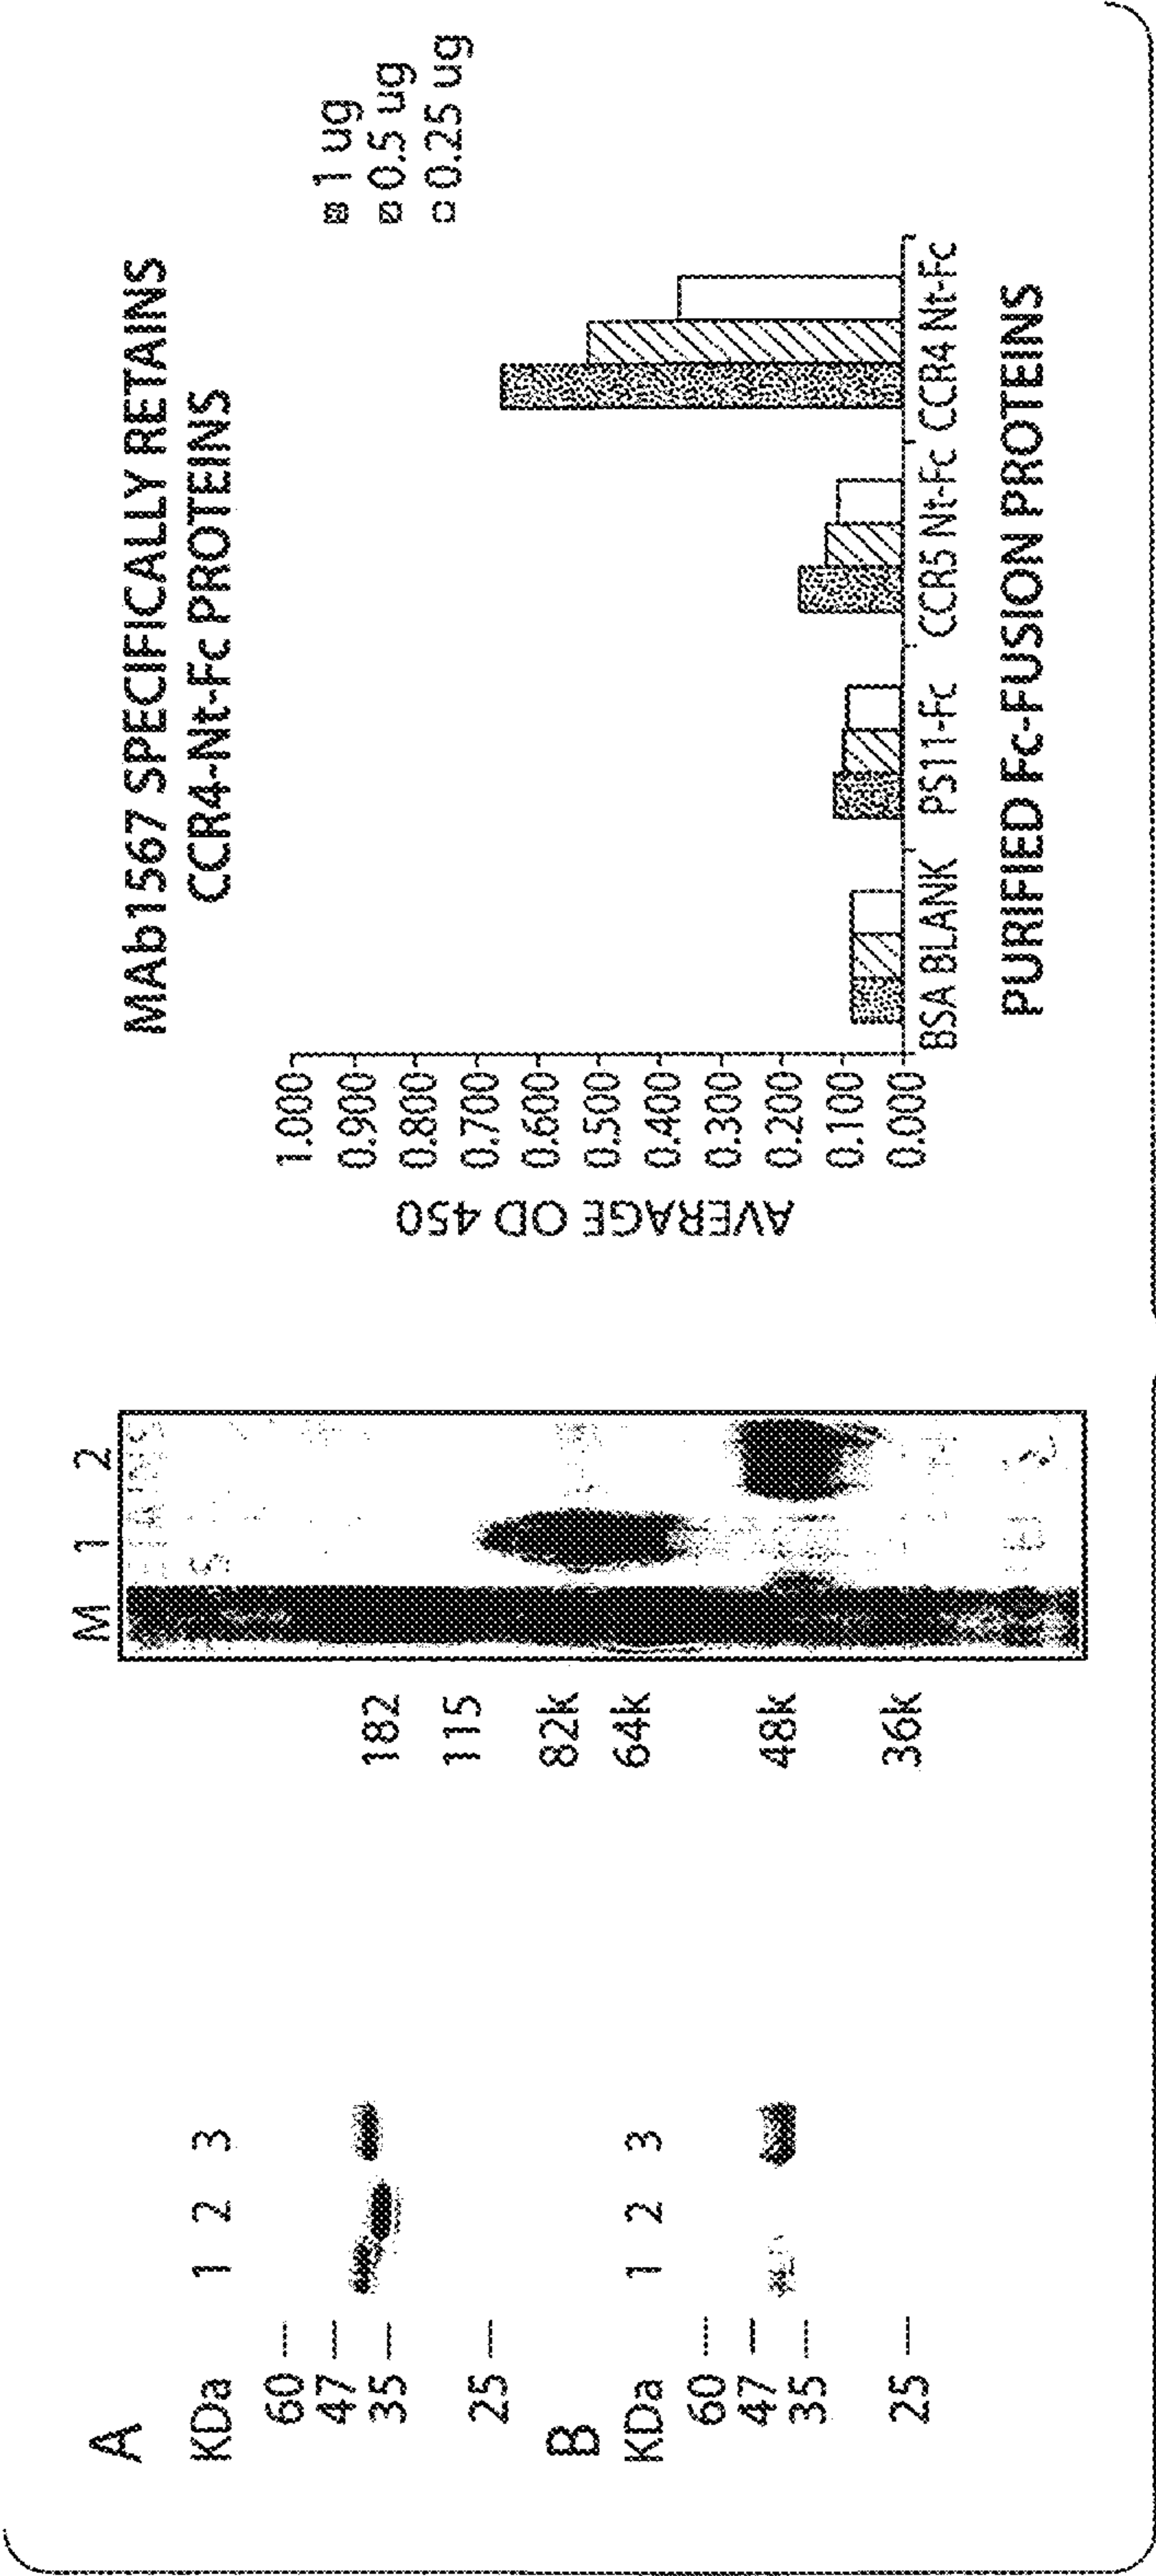 A
KDa 1 2 3
60
47
35
25
B
KDa 1 2 3
60
47
35
25
M 1 2
182
115
82k
64k
48k
36k
MAb1567 SPECIFICALLY RETAINS
CCR4-Nt-Fc PROTEINS
1 ug
0.5 ug
0.25 ug
AVERAGE OD 450
1.000
0.900
0.800
0.700
0.600
0.500
0.400
0.300
0.200
0.100
0.000
BSA BLANK PS11-Fc CCR5 Nt-Fc CCR4 Nt-Fc
PURIFIED Fc-FUSION PROTEINS